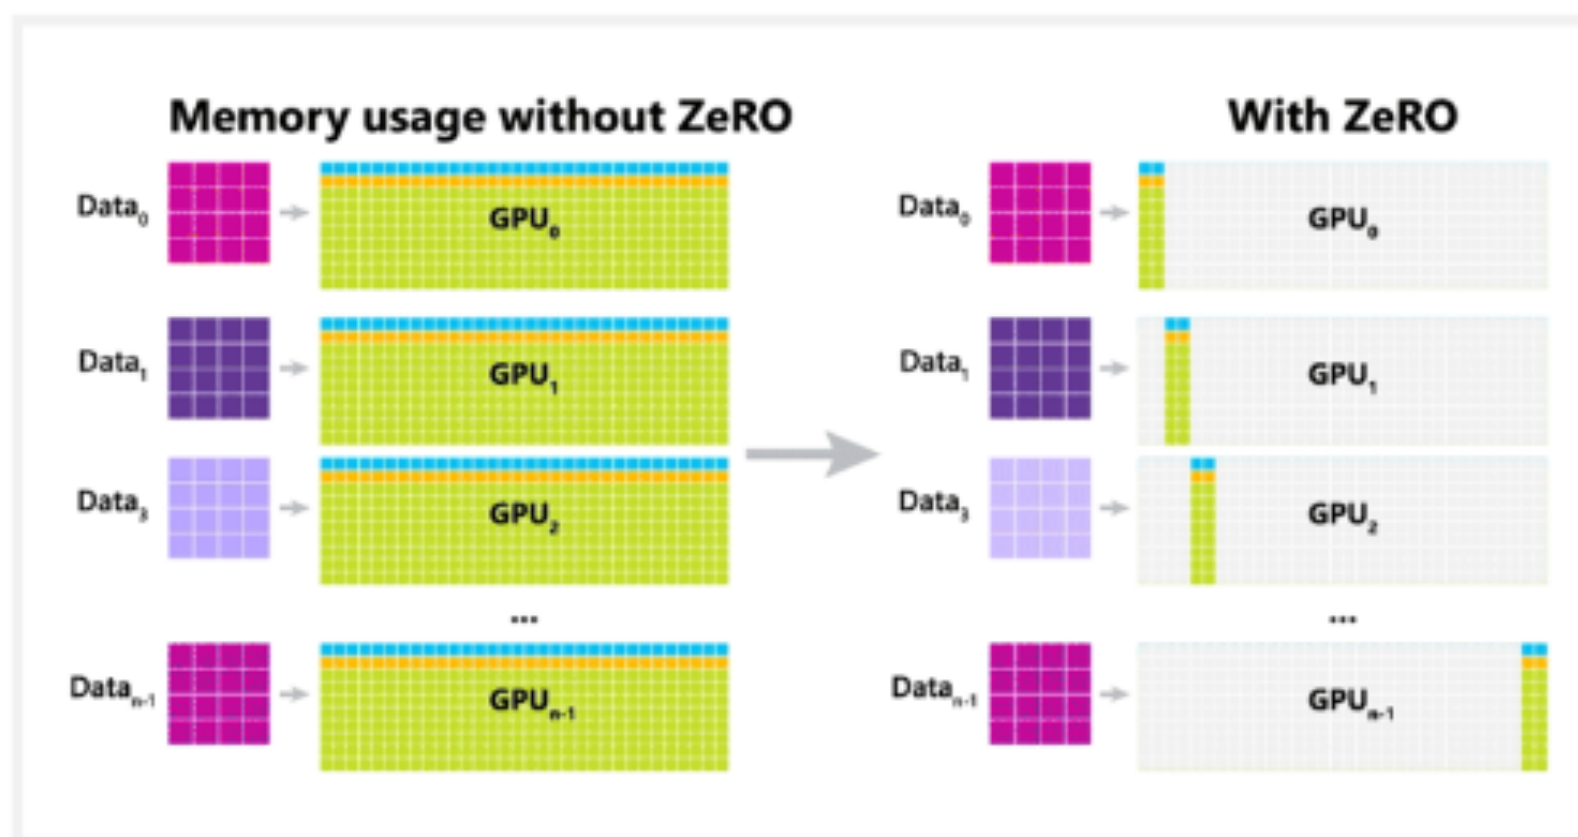 Memory usage without ZeRO
With ZeRO
Data₀
GPU₀
Data₀
GPU₀
Data₁
GPU₁
Data₁
GPU₁
Data₃
GPU₂
Data₃
GPU₂
...
...
Dataₙ₋₁
GPUₙ₋₁
Dataₙ₋₁
GPUₙ₋₁